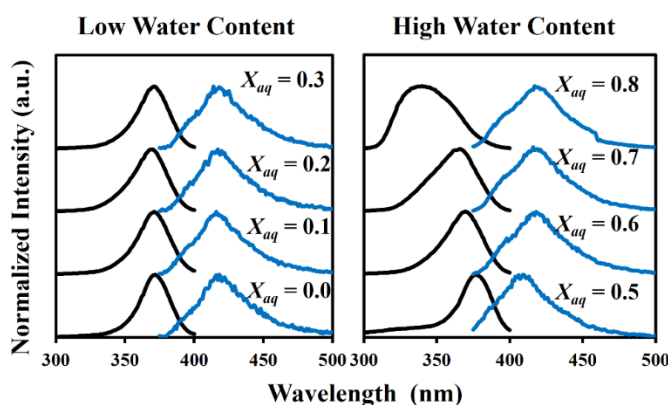 Low Water Content
High Water Content
Normalized Intensity (a.u.)
X_aq = 0.3
X_aq = 0.2
X_aq = 0.1
X_aq = 0.0
X_aq = 0.8
X_aq = 0.7
X_aq = 0.6
X_aq = 0.5
300 350 400 450 500
300 350 400 450 500
Wavelength (nm)